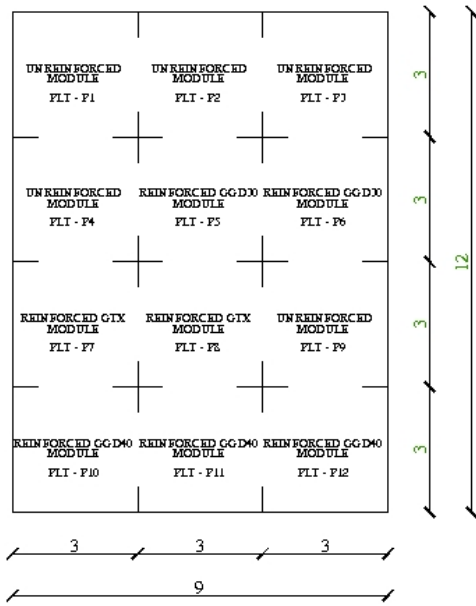 UNREINFORCED
MODULE
PLT - P1
UNREINFORCED
MODULE
PLT - P2
UNREINFORCED
MODULE
PLT - P3
3
UNREINFORCED
MODULE
PLT - P4
REINFORCED GGD30
MODULE
PLT - P5
REINFORCED GGD30
MODULE
PLT - P6
3
12
REINFORCED GTX
MODULE
PLT - P7
REINFORCED GTX
MODULE
PLT - P8
UNREINFORCED
MODULE
PLT - P9
3
REINFORCED GGD40
MODULE
PLT - P10
REINFORCED GGD40
MODULE
PLT - P11
REINFORCED GGD40
MODULE
PLT - P12
3
3
3
3
9